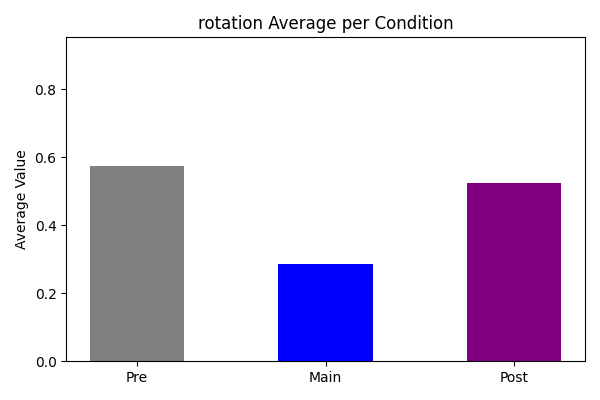 rotation Average per Condition
Average Value
0.8
0.6
0.4
0.2
0.0
Pre
Main
Post